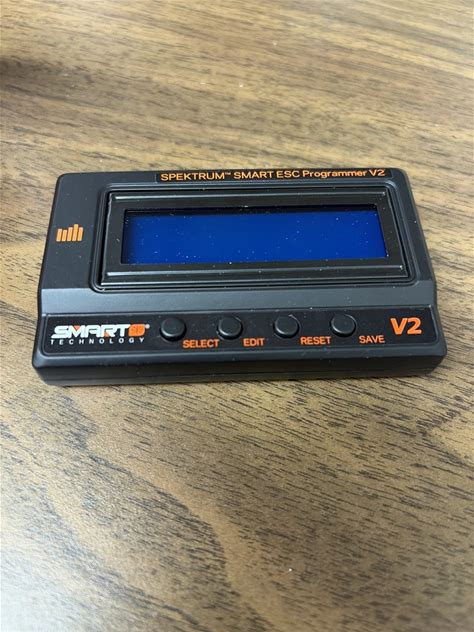 SPEKTRUM™ SMART ESC Programmer V2
SMART
TECHNOLOGY
SELECT EDIT RESET SAVE
V2